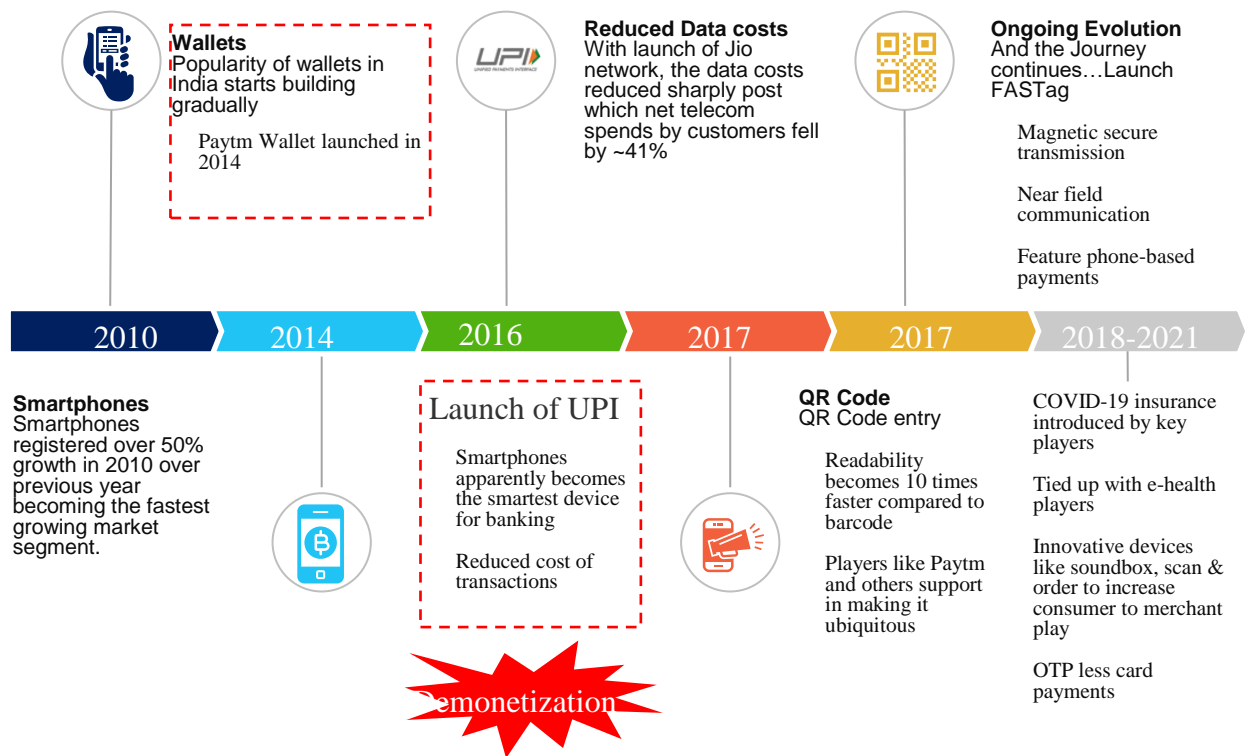 Wallets
Popularity of wallets in
India starts building
gradually
Paytm Wallet launched in
2014
UPI
UNIFIED PAYMENTS INTERFACE
Reduced Data costs
With launch of Jio
network, the data costs
reduced sharply post
which net telecom
spends by customers fell
by ~41%
Ongoing Evolution
And the Journey
continues…Launch
FASTag
Magnetic secure
transmission
Near field
communication
Feature phone-based
payments
2010
2014
2016
2017
2017
2018-2021
Smartphones
Smartphones
registered over 50%
growth in 2010 over
previous year
becoming the fastest
growing market
segment.
Launch of UPI
Smartphones
apparently becomes
the smartest device
for banking
Reduced cost of
transactions
Demonetization
QR Code
QR Code entry
Readability
becomes 10 times
faster compared to
barcode
Players like Paytm
and others support
in making it
ubiquitous
COVID-19 insurance
introduced by key
players
Tied up with e-health
players
Innovative devices
like soundbox, scan &
order to increase
consumer to merchant
play
OTP less card
payments